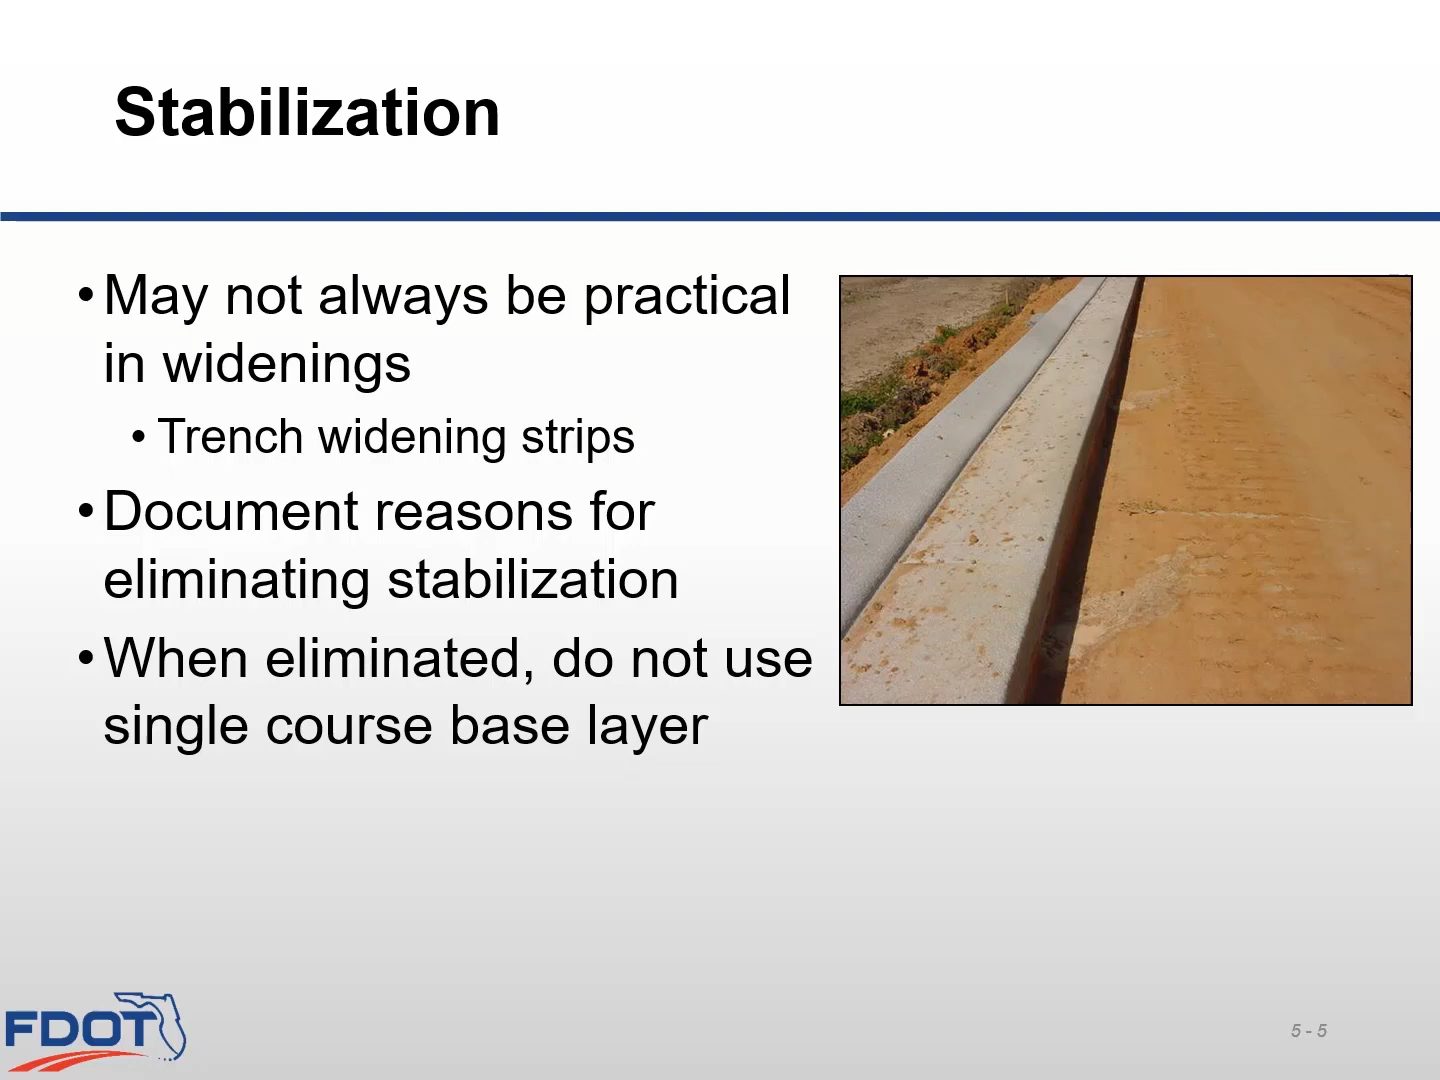 Stabilization
• May not always be practical
in widenings
• Trench widening strips
• Document reasons for
eliminating stabilization
• When eliminated, do not use
single course base layer
FDOT
5 - 5